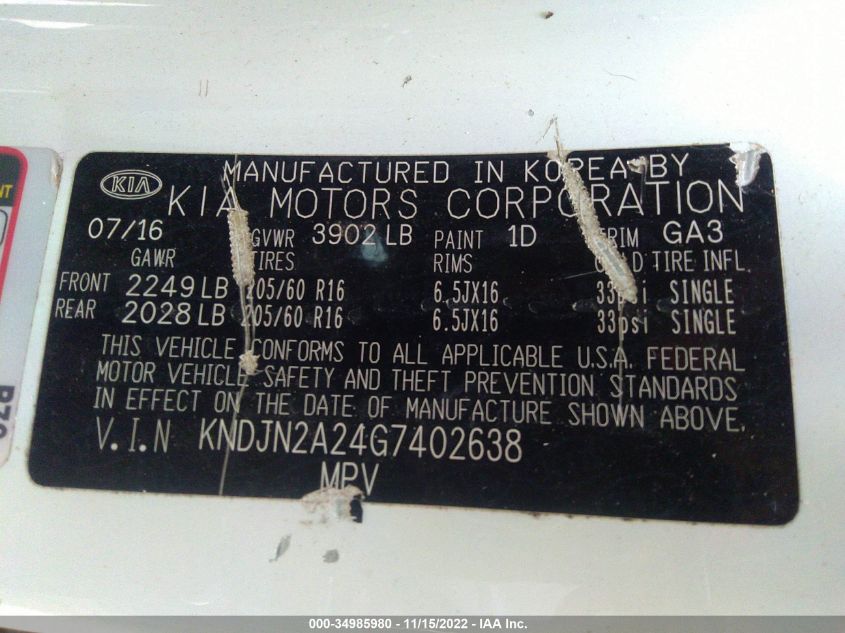 MANUFACTURED IN KOREA BY
KIA
KIA MOTORS CORPORATION
07/16 GVWR 3902 LB PAINT 1D TRIM GA3
GAWR TIRES RIMS COLD TIRE INFL.
FRONT 2249 LB 205/60 R16 6.5JX16 33psi SINGLE
REAR 2028 LB 205/60 R16 6.5JX16 33psi SINGLE
THIS VEHICLE CONFORMS TO ALL APPLICABLE U.S.A. FEDERAL
MOTOR VEHICLE SAFETY AND THEFT PREVENTION STANDARDS
IN EFFECT ON THE DATE OF MANUFACTURE SHOWN ABOVE.
V.I.N KNDJN2A24G7402638
MPV
000-34985980 - 11/15/2022 - IAA Inc.